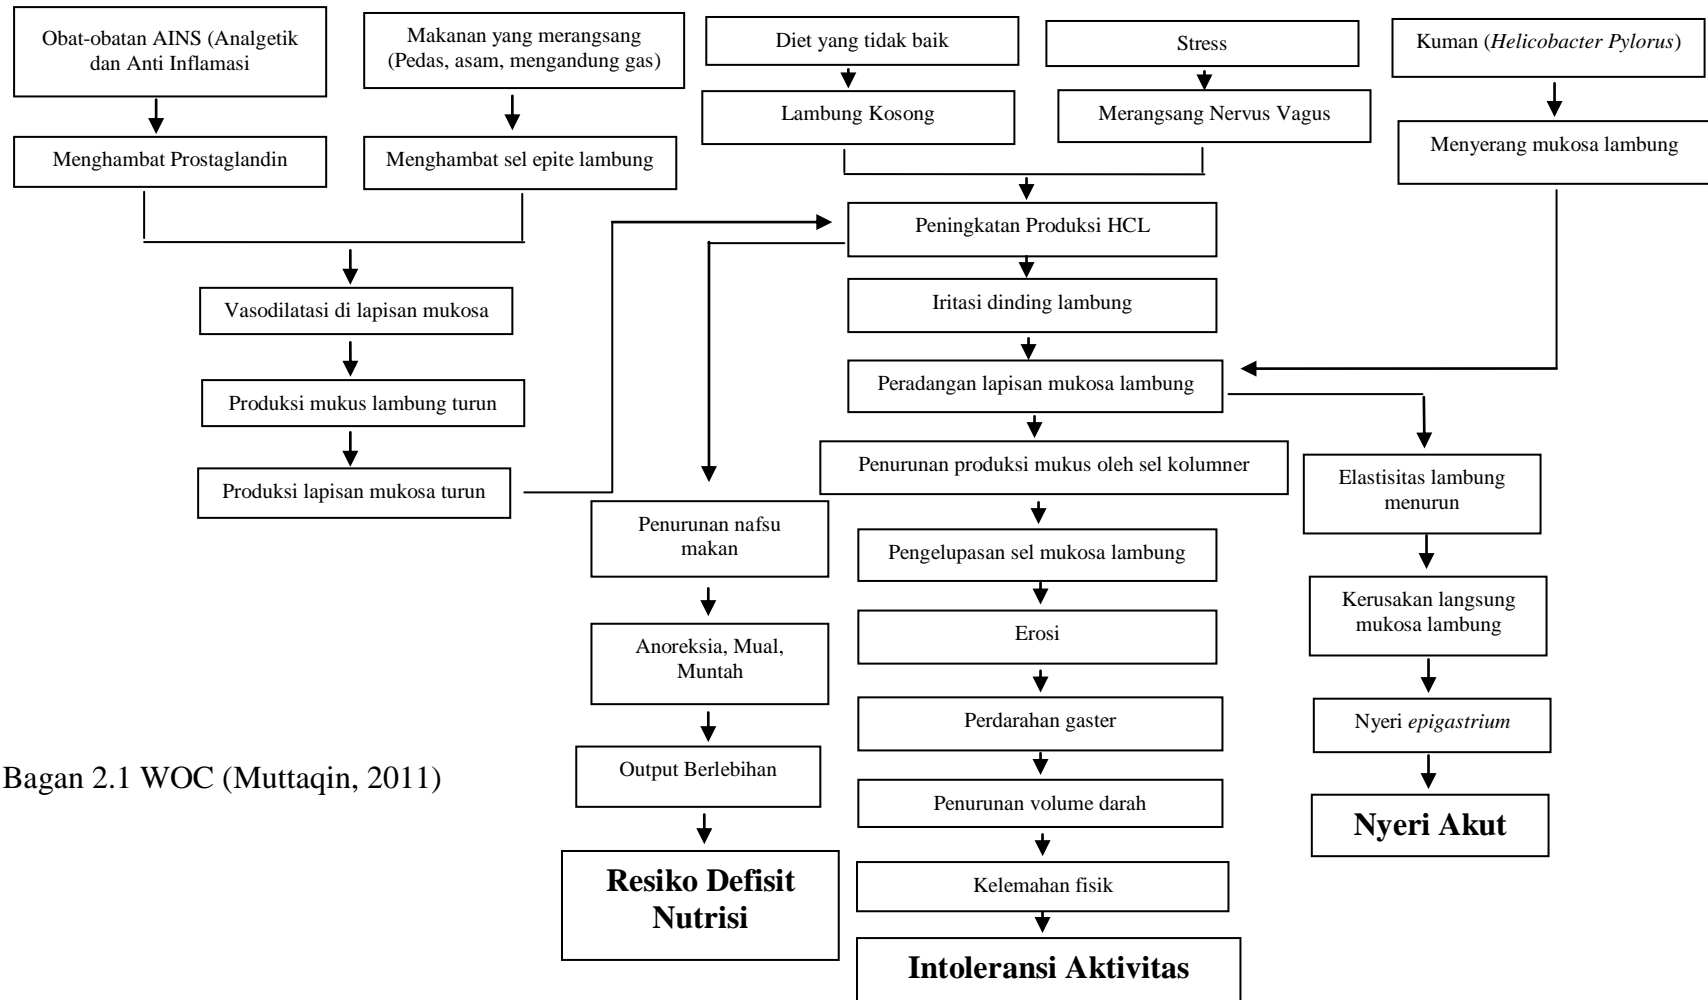 Obat-obatan AINS (Analgetik
dan Anti Inflamasi
Makanan yang merangsang
(Pedas, asam, mengandung gas)
Diet yang tidak baik
Stress
Kuman (Helicobacter Pylorus)
Menghambat Prostaglandin
Menghambat sel epite lambung
Lambung Kosong
Merangsang Nervus Vagus
Menyerang mukosa lambung
Peningkatan Produksi HCL
Vasodilatasi di lapisan mukosa
Iritasi dinding lambung
Produksi mukus lambung turun
Peradangan lapisan mukosa lambung
Produksi lapisan mukosa turun
Penurunan produksi mukus oleh sel kolumner
Elastisitas lambung
menurun
Penurunan nafsu
makan
Pengelupasan sel mukosa lambung
Kerusakan langsung
mukosa lambung
Anoreksia, Mual,
Muntah
Erosi
Perdarahan gaster
Nyeri epigastrium
Output Berlebihan
Bagan 2.1 WOC (Muttaqin, 2011)
Penurunan volume darah
Nyeri Akut
Resiko Defisit
Nutrisi
Kelemahan fisik
Intoleransi Aktivitas